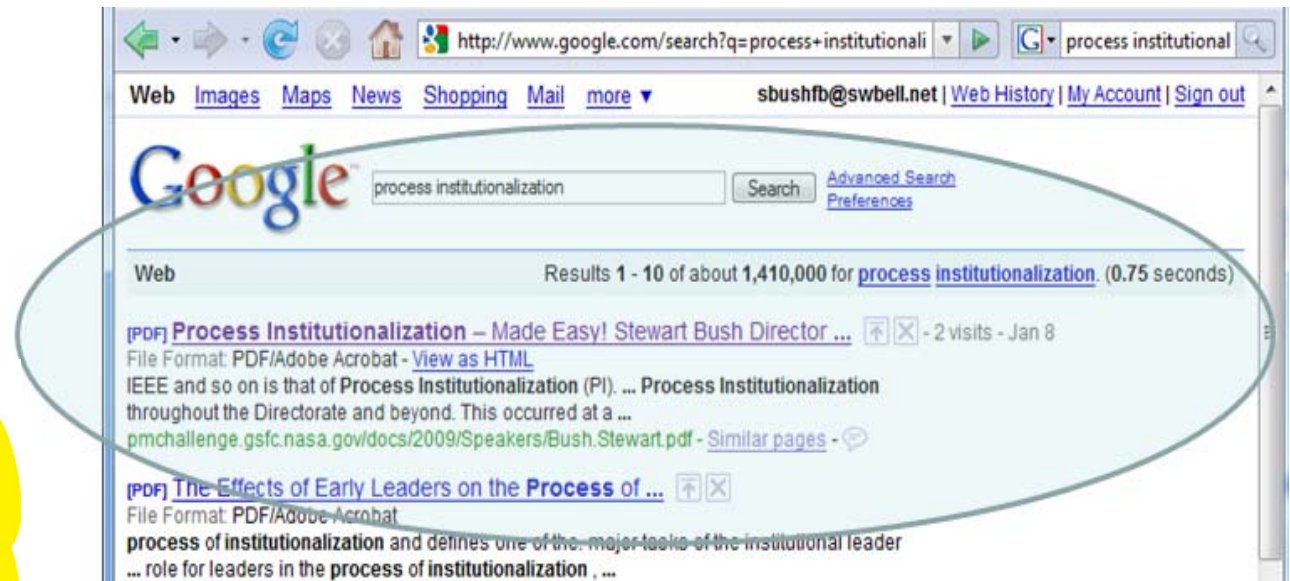 http://www.google.com/search?q=process+institutionali process institutional
Web Images Maps News Shopping Mail more ▼ sbushfb@swbell.net | Web History | My Account | Sign out
Google™ process institutionalization Search Advanced Search
Preferences
Web Results 1 - 10 of about 1,410,000 for process institutionalization. (0.75 seconds)
[PDF] Process Institutionalization – Made Easy! Stewart Bush Director ... - 2 visits - Jan 8
File Format: PDF/Adobe Acrobat - View as HTML
IEEE and so on is that of Process Institutionalization (PI). ... Process Institutionalization
throughout the Directorate and beyond. This occurred at a ...
pmchallenge.gsfc.nasa.gov/docs/2009/Speakers/Bush.Stewart.pdf - Similar pages -
[PDF] The Effects of Early Leaders on the Process of ...
File Format: PDF/Adobe Acrobat
process of institutionalization and defines one of the. major tasks of the institutional leader
... role for leaders in the process of institutionalization , ...